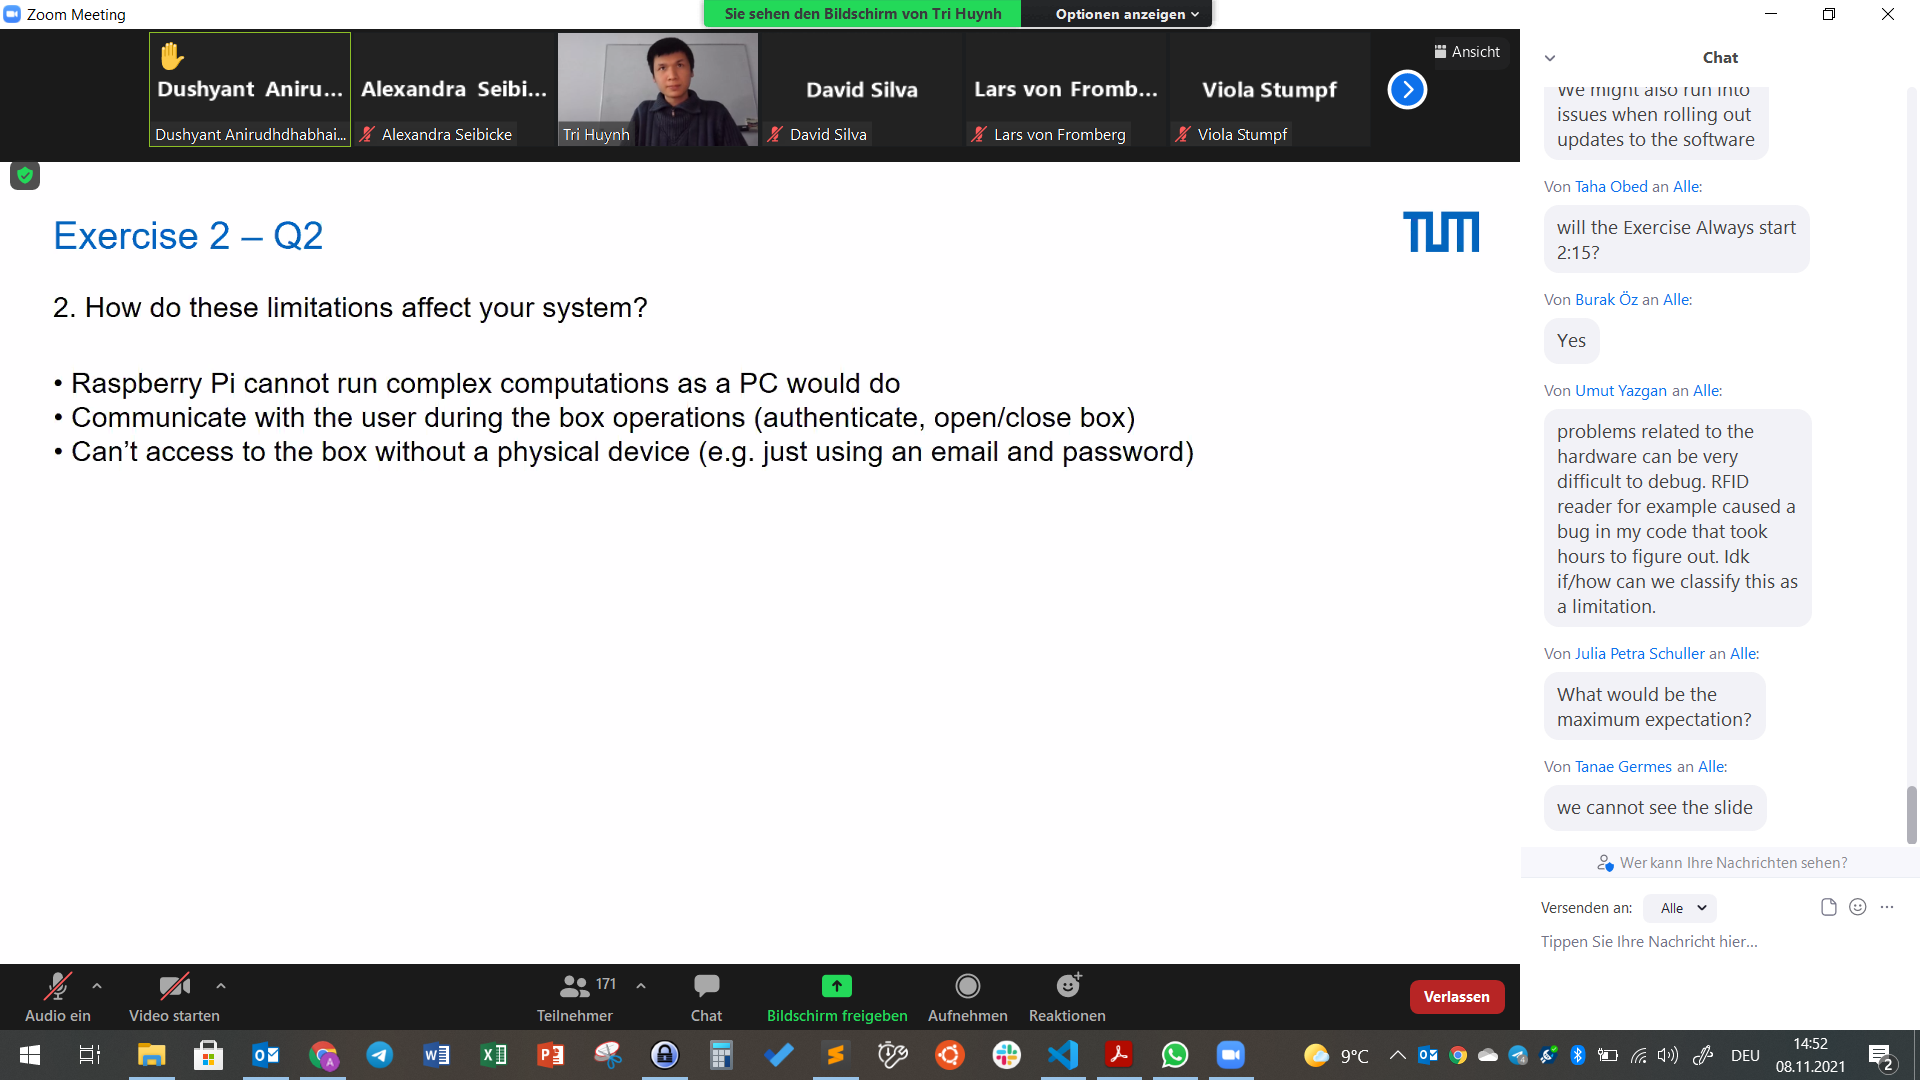 Zoom Meeting
Sie sehen den Bildschirm von Tri Huynh
Optionen anzeigen
Dushyant Aniru...
Alexandra Seibi...
David Silva
Lars von Fromb...
Viola Stumpf
Dushyant Anirudhdhabhai...
Alexandra Seibicke
Tri Huynh
David Silva
Lars von Fromberg
Viola Stumpf
Ansicht
Exercise 2 – Q2
TUM
2. How do these limitations affect your system?
• Raspberry Pi cannot run complex computations as a PC would do
• Communicate with the user during the box operations (authenticate, open/close box)
• Can’t access to the box without a physical device (e.g. just using an email and password)
Chat
We might also run into
issues when rolling out
updates to the software
Von Taha Obed an Alle:
will the Exercise Always start
2:15?
Von Burak Öz an Alle:
Yes
Von Umut Yazgan an Alle:
problems related to the
hardware can be very
difficult to debug. RFID
reader for example caused a
bug in my code that took
hours to figure out. Idk
if/how can we classify this as
a limitation.
Von Julia Petra Schuller an Alle:
What would be the
maximum expectation?
Von Tanae Germes an Alle:
we cannot see the slide
Wer kann Ihre Nachrichten sehen?
Versenden an:
Alle
Tippen Sie Ihre Nachricht hier...
Audio ein
Video starten
171
Teilnehmer
Chat
Bildschirm freigeben
Aufnehmen
Reaktionen
Verlassen
9°C
DEU
14:52
08.11.2021
2